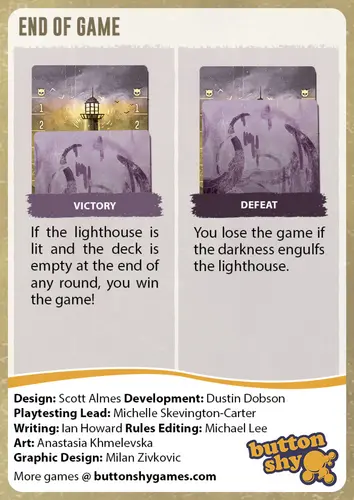 END OF GAME
1
2
VICTORY
If the lighthouse is
lit and the deck is
empty at the end of
any round, you win
the game!
DEFEAT
You lose the game if
the darkness engulfs
the lighthouse.
Design: Scott Almes Development: Dustin Dobson
Playtesting Lead: Michelle Skevington-Carter
Writing: Ian Howard Rules Editing: Michael Lee
Art: Anastasia Khmelevska
Graphic Design: Milan Zivkovic
More games @ buttonshygames.com
button
shy